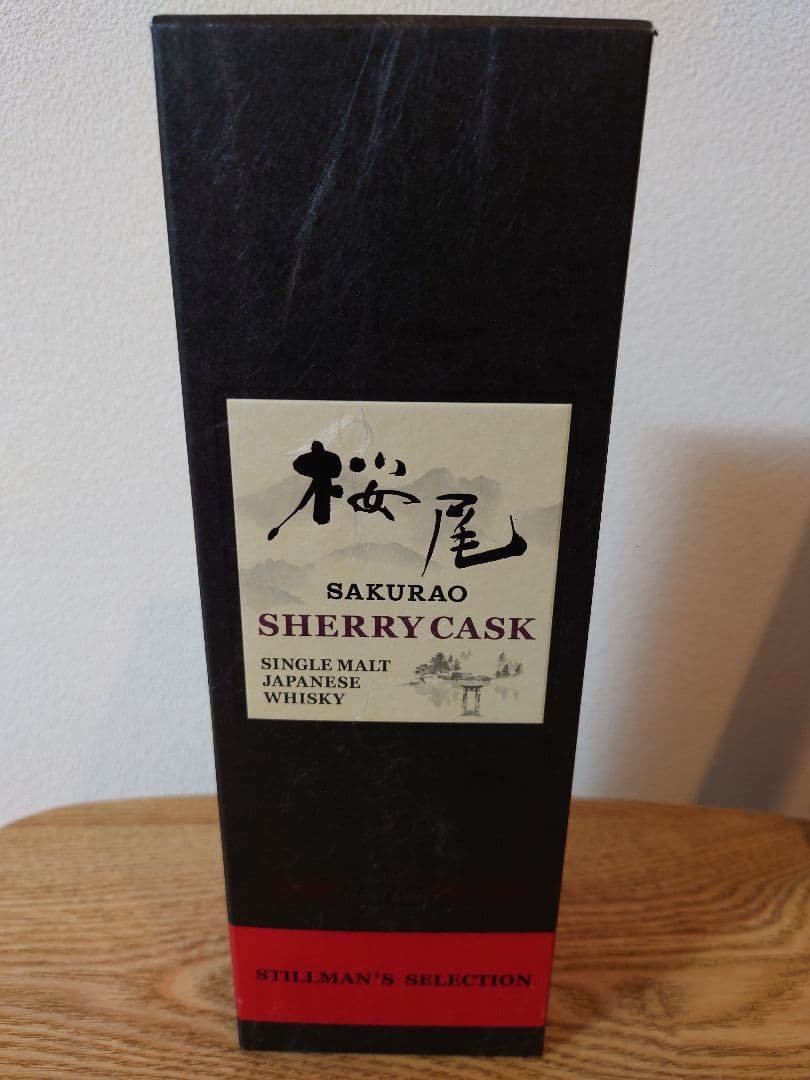 桜尾
SAKURAO
SHERRY CASK
SINGLE MALT
JAPANESE
WHISKY
STILLMAN'S SELECTION